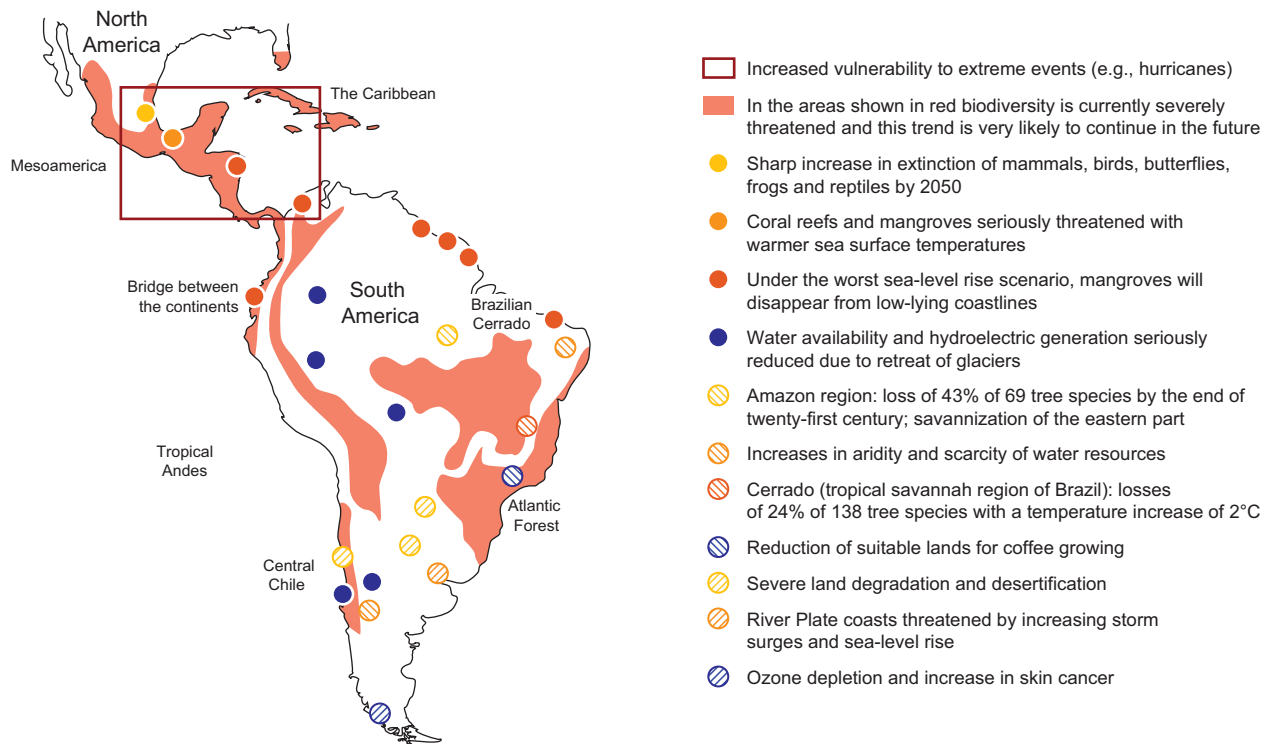 North
America
The Caribbean
Mesoamerica
Bridge between
the continents
South
America
Brazilian
Cerrado
Tropical
Andes
Atlantic
Forest
Central
Chile
Increased vulnerability to extreme events (e.g., hurricanes)
In the areas shown in red biodiversity is currently severely
threatened and this trend is very likely to continue in the future
Sharp increase in extinction of mammals, birds, butterflies,
frogs and reptiles by 2050
Coral reefs and mangroves seriously threatened with
warmer sea surface temperatures
Under the worst sea-level rise scenario, mangroves will
disappear from low-lying coastlines
Water availability and hydroelectric generation seriously
reduced due to retreat of glaciers
Amazon region: loss of 43% of 69 tree species by the end of
twenty-first century; savannization of the eastern part
Increases in aridity and scarcity of water resources
Cerrado (tropical savannah region of Brazil): losses
of 24% of 138 tree species with a temperature increase of 2°C
Reduction of suitable lands for coffee growing
Severe land degradation and desertification
River Plate coasts threatened by increasing storm
surges and sea-level rise
Ozone depletion and increase in skin cancer